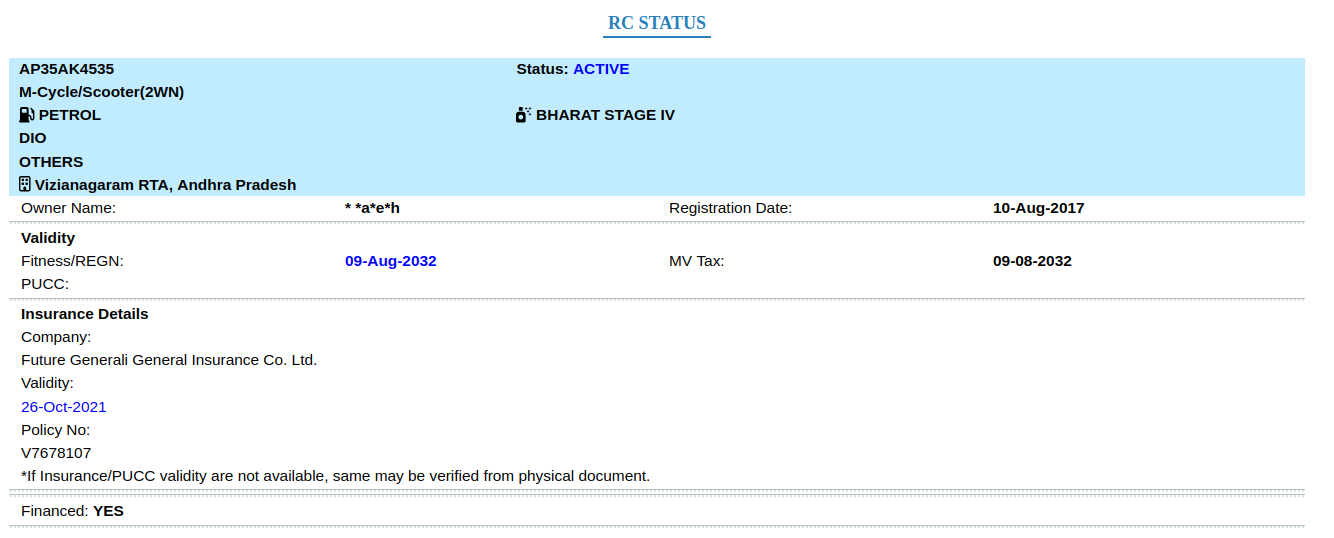 RC STATUS
AP35AK4535 Status: ACTIVE
M-Cycle/Scooter(2WN)
PETROL BHARAT STAGE IV
DIO
OTHERS
Vizianagaram RTA, Andhra Pradesh
Owner Name: * *a*e*h Registration Date: 10-Aug-2017
Validity
Fitness/REGN: 09-Aug-2032 MV Tax: 09-08-2032
PUCC:
Insurance Details
Company:
Future Generali General Insurance Co. Ltd.
Validity:
26-Oct-2021
Policy No:
V7678107
*If Insurance/PUCC validity are not available, same may be verified from physical document.
Financed: YES